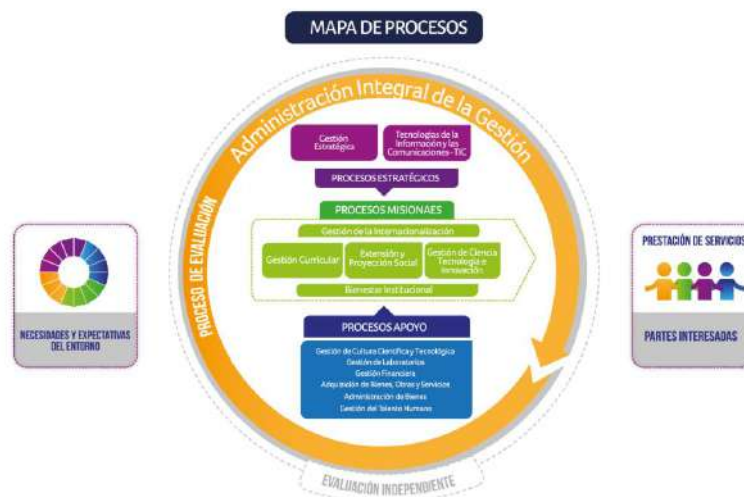 MAPA DE PROCESOS
Administración Integral de la Gestión
PROCESO DE EVALUACIÓN
Gestión
Estratégica
Tecnologías de la
Información y las
Comunicaciones -TIC
PROCESOS ESTRATÉGICOS
PROCESOS MISIONAES
Gestión de la Internacionalización
Gestión Curricular
Extensión y
Proyección Social
Gestión de Ciencia
Tecnología e
Innovación
Bienestar Institucional
PROCESOS APOYO
Gestión de Cultura Científica y Tecnológica
Gestión de Laboratorios
Gestión Financiera
Adquisición de Bienes, Obras y Servicios
Administración de Bienes
Gestión del Talento Humano
NECESIDADES Y EXPECTATIVAS
DEL ENTORNO
PRESTACIÓN DE SERVICIOS
PARTES INTERESADAS
EVALUACIÓN INDEPENDIENTE